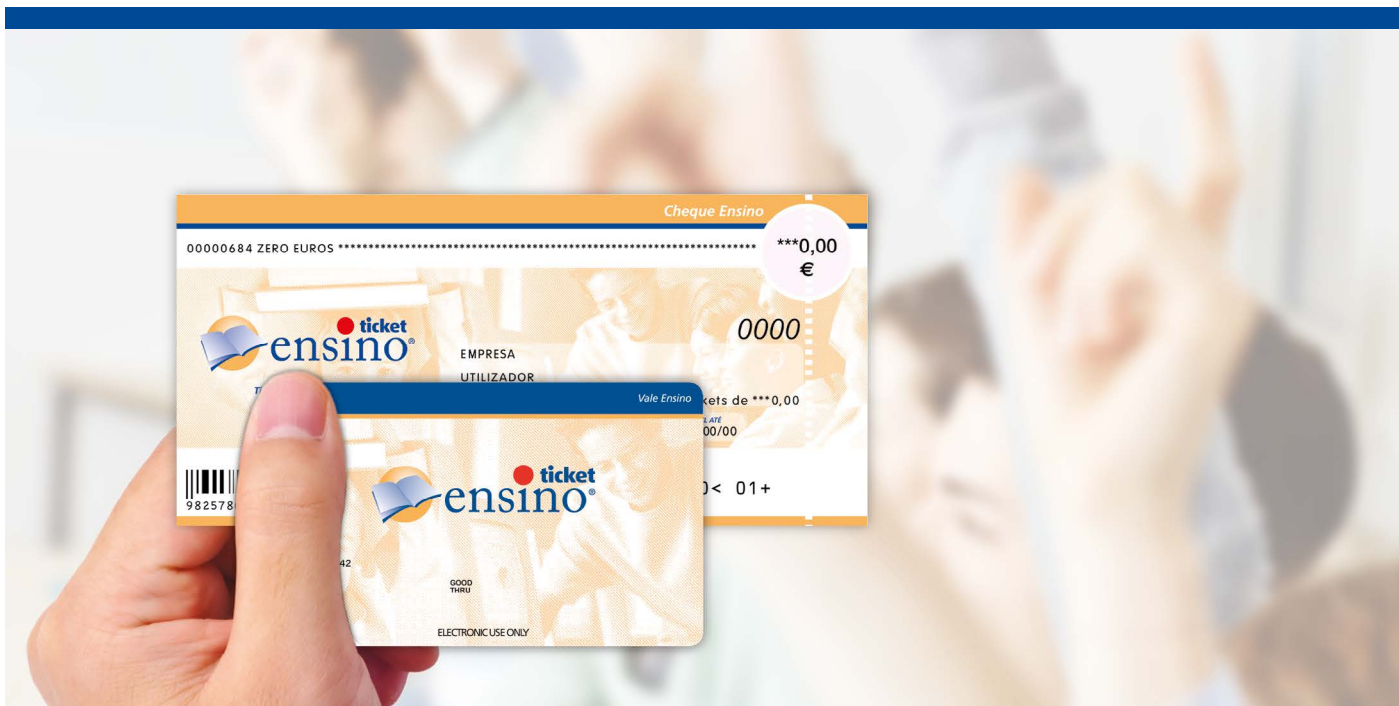 Cheque Ensino
00000684 ZERO EUROS ***********************************************************************
***0,00
€
ticket
ensino®
0000
EMPRESA
UTILIZADOR
kets de ***0,00
00/00
982578
0< 01+
Vale Ensino
ticket
ensino®
42
GOOD
THRU
ELECTRONIC USE ONLY